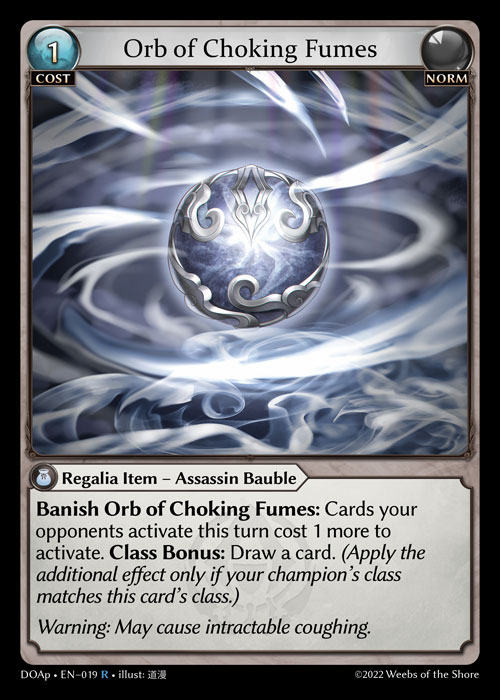 1
Orb of Choking Fumes
COST
NORM
Regalia Item – Assassin Bauble
Banish Orb of Choking Fumes: Cards your
opponents activate this turn cost 1 more to
activate. Class Bonus: Draw a card. (Apply the
additional effect only if your champion's class
matches this card's class.)
Warning: May cause intractable coughing.
DOAp • EN–019 R • illust: 道漫
©2022 Weebs of the Shore